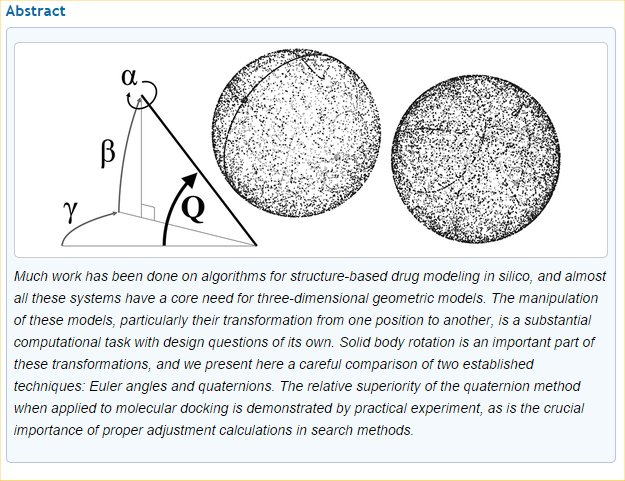 Abstract
α
β
γ
Q
Much work has been done on algorithms for structure-based drug modeling in silico, and almost
all these systems have a core need for three-dimensional geometric models. The manipulation
of these models, particularly their transformation from one position to another, is a substantial
computational task with design questions of its own. Solid body rotation is an important part of
these transformations, and we present here a careful comparison of two established
techniques: Euler angles and quaternions. The relative superiority of the quaternion method
when applied to molecular docking is demonstrated by practical experiment, as is the crucial
importance of proper adjustment calculations in search methods.